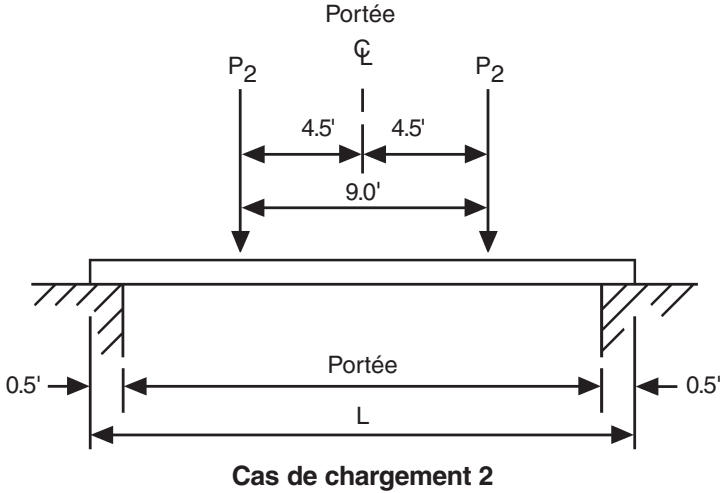 Portée
℄
P2 P2
4.5' 4.5'
9.0'
Portée
0.5' 0.5'
L
Cas de chargement 2